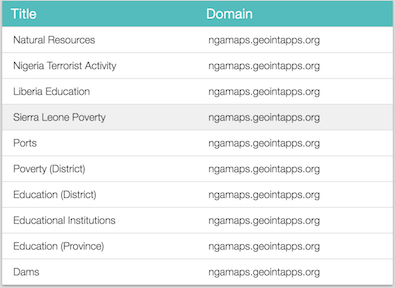 Title Domain
Natural Resources ngamaps.geointapps.org
Nigeria Terrorist Activity ngamaps.geointapps.org
Liberia Education ngamaps.geointapps.org
Sierra Leone Poverty ngamaps.geointapps.org
Ports ngamaps.geointapps.org
Poverty (District) ngamaps.geointapps.org
Education (District) ngamaps.geointapps.org
Educational Institutions ngamaps.geointapps.org
Education (Province) ngamaps.geointapps.org
Dams ngamaps.geointapps.org